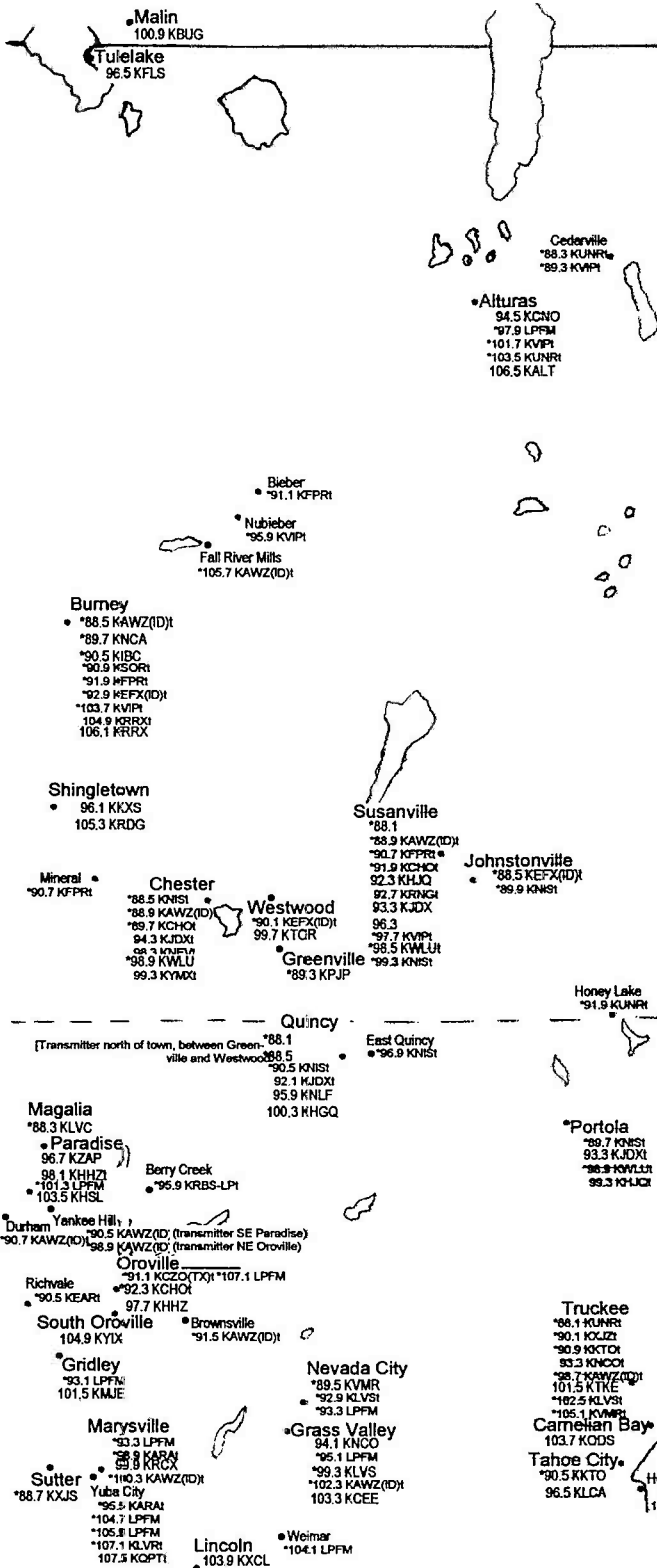 Malin
100.9 KBUG
Tulelake
96.5 KFLS
Cedarville
*88.3 KUNRt
*89.3 KVIPt
Alturas
94.5 KCNO
*97.9 LPFM
*101.7 KVIPt
*103.5 KUNRt
106.5 KALT
Bieber
*91.1 KFPRt
Nubieber
*95.9 KVIPt
Fall River Mills
*105.7 KAWZ(ID)t
Burney
*88.5 KAWZ(ID)t
*89.7 KNCA
*90.5 KIBC
*90.9 KSORt
*91.9 KFPRt
*92.9 KEFX(ID)t
*103.7 KVIPt
104.9 KRRXt
106.1 KRRX
Shingletown
96.1 KKXS
105.3 KRDG
Mineral
*90.7 KFPRt
Chester
*88.5 KNISt
*88.9 KAWZ(ID)
*89.7 KCHOt
94.3 KJDXt
*98.9 KWLU
99.3 KYMXt
Westwood
*90.1 KEFX(ID)t
99.7 KTOR
Greenville
*89.3 KPJP
Susanville
*88.1
*88.9 KAWZ(ID)t
*90.7 KFPRt
*91.9 KCHOt
92.3 KHJQ
92.7 KRNGt
93.3 KJDX
96.3
*97.7 KVIPt
*98.5 KWLUt
*99.3 KNISt
Johnstonville
*88.5 KEFX(ID)t
*89.9 KNISt
Honey Lake
*91.9 KUNRt
Quincy
*88.1
[Transmitter north of town, between Green-
ville and Westwood]
*88.5
*90.5 KNISt
92.1 KJDXt
95.9 KNLF
100.3 KHGQ
East Quincy
*96.9 KNISt
Portola
*89.7 KNISt
93.3 KJDXt
*98.9 KWLUt
99.3 KHJQt
Magalia
*88.3 KLVC
Paradise
96.7 KZAP
98.1 KHHZt
*101.3 LPFM
103.5 KHSL
Berry Creek
*95.9 KRBS-LPt
Durham
*90.7 KAWZ(ID)t
Yankee Hill
*90.5 KAWZ(ID) (transmitter SE Paradise)
*98.9 KAWZ(ID) (transmitter NE Oroville)
Oroville
*91.1 KCZO(TX)t *107.1 LPFM
*92.3 KCHOt
97.7 KHHZ
Richvale
*90.5 KEARt
South Oroville
104.9 KYIX
Brownsville
*91.5 KAWZ(ID)t
Gridley
*93.1 LPFM
101.5 KMJE
Nevada City
*89.5 KVMR
*92.9 KLVSt
*93.3 LPFM
Grass Valley
94.1 KNCO
*95.1 LPFM
*99.3 KLVS
*102.3 KAWZ(ID)t
103.3 KCEE
Truckee
*88.1 KUNRt
*90.1 KXJZt
*90.9 KKTOt
93.3 KNCOt
*98.7 KAWZ(ID)t
101.5 KTKE
*102.5 KLVSt
*105.1 KVMRt
Carnelian Bay
103.7 KODS
Tahoe City
*90.5 KKTO
96.5 KLCA
Marysville
*93.3 LPFM
*98.9 KARAt
99.9 KRCX
*100.3 KAWZ(ID)t
Sutter
*88.7 KXJS
Yuba City
*95.5 KARAt
*104.7 LPFM
*105.9 LPFM
*107.1 KLVRt
107.5 KQPTt
Weimar
*104.1 LPFM
Lincoln
103.9 KXCL